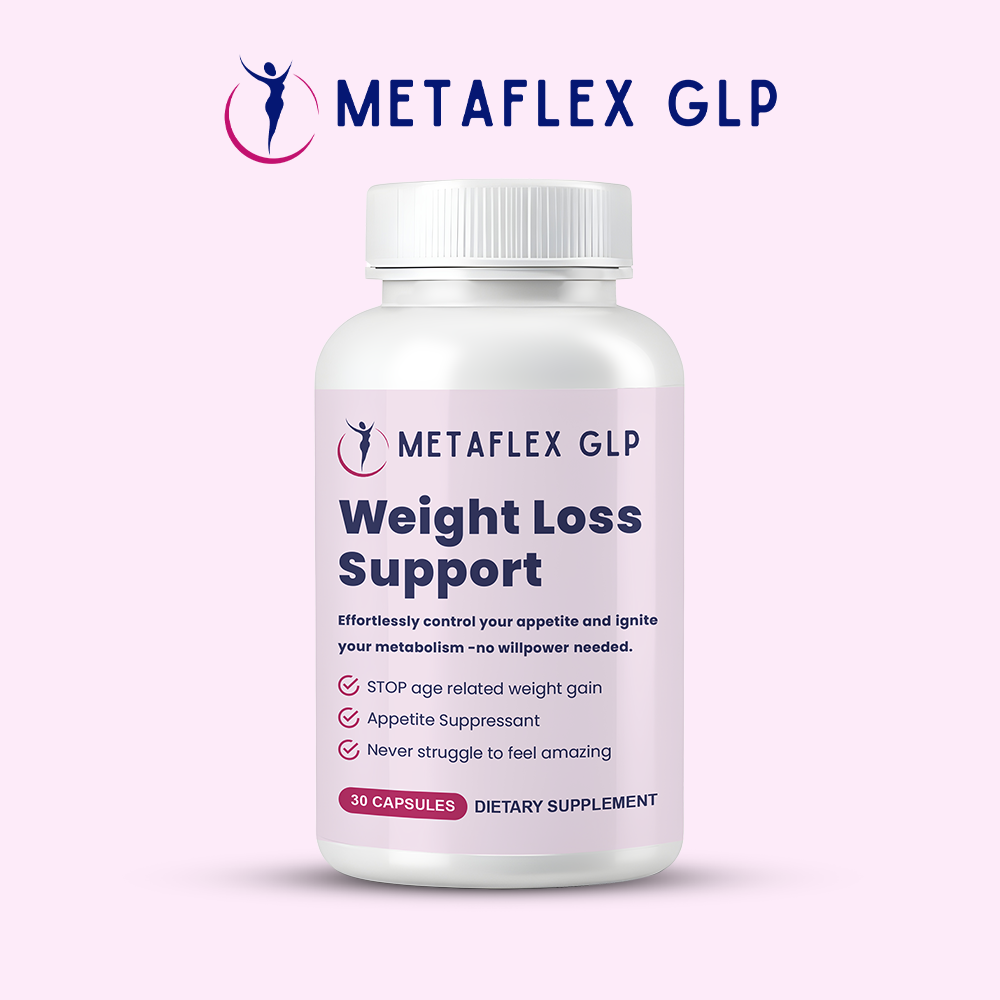 METAFLEX GLP
METAFLEX GLP
Weight Loss
Support
Effortlessly control your appetite and ignite
your metabolism -no willpower needed.
STOP age related weight gain
Appetite Suppressant
Never struggle to feel amazing
30 CAPSULES DIETARY SUPPLEMENT